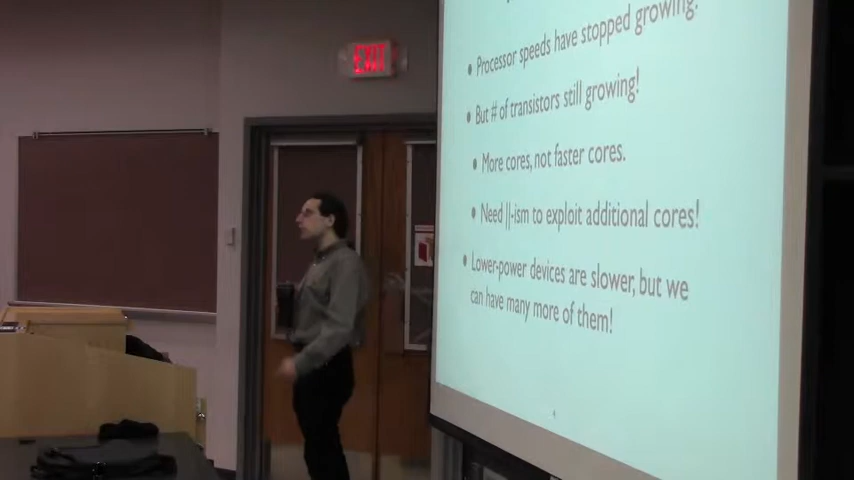 EXIT
• Processor speeds have stopped growing.
• But # of transistors still growing!
• More cores, not faster cores.
• Need ||-ism to exploit additional cores!
• Lower-power devices are slower, but we
can have many more of them!